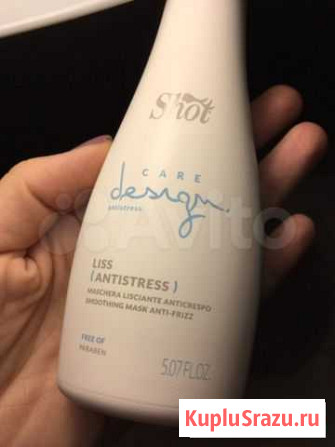 Shot
CARE
design.
antistress
LISS
(ANTISTRESS)
MASCHERA LISCIANTE ANTICRESPO
SMOOTHING MASK ANTI-FRIZZ
FREE OF
PARABEN
5.07 FL.OZ.
Avito
KupluSrazu.ru